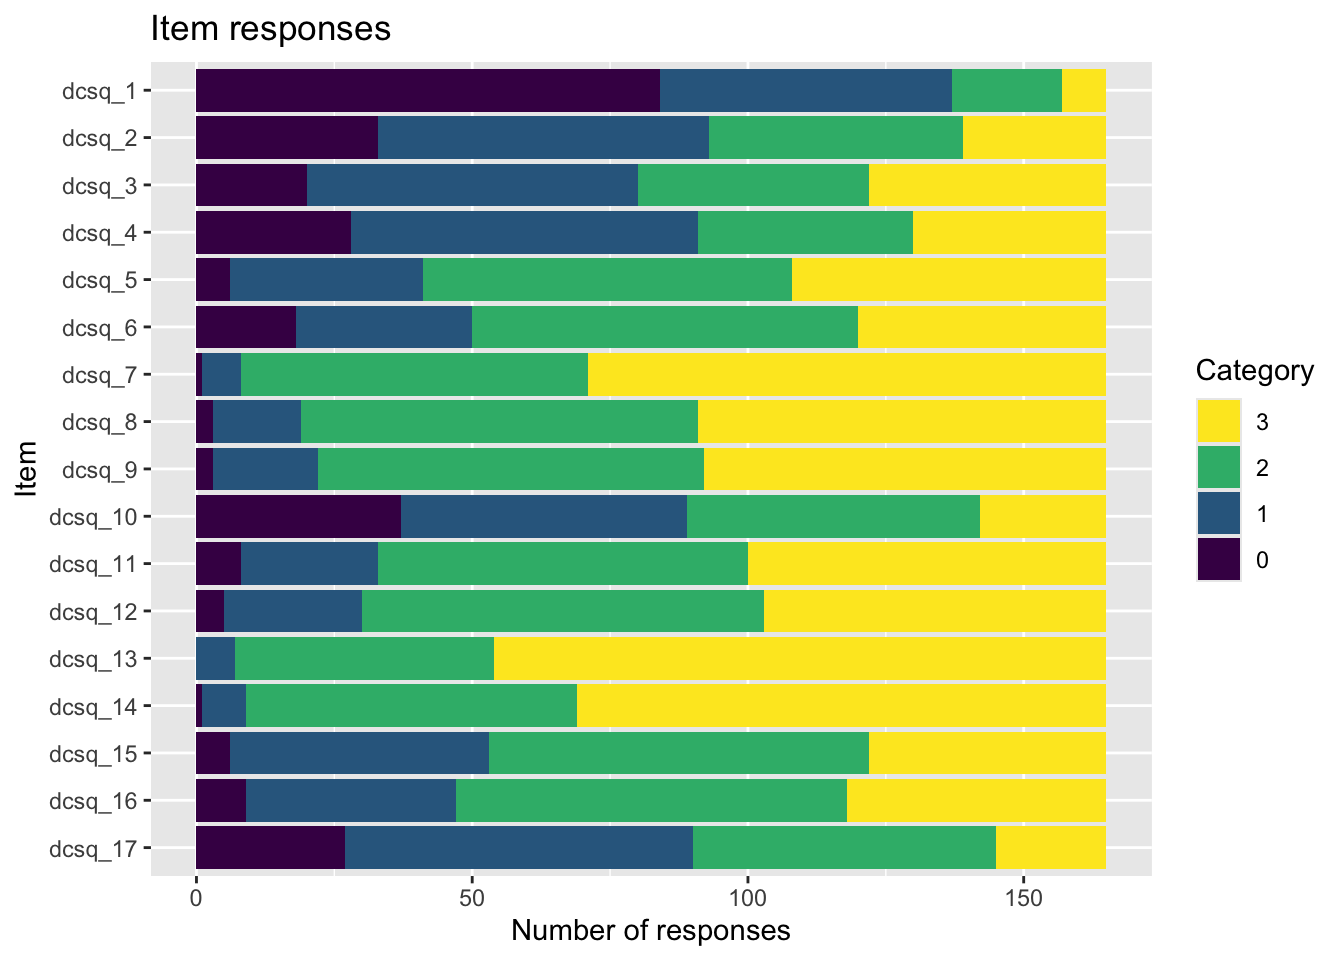 Item responses
dcsq_1
dcsq_2
dcsq_3
dcsq_4
dcsq_5
dcsq_6
dcsq_7
dcsq_8
dcsq_9
dcsq_10
dcsq_11
dcsq_12
dcsq_13
dcsq_14
dcsq_15
dcsq_16
dcsq_17
Item
0 50 100 150
Number of responses
Category
3
2
1
0